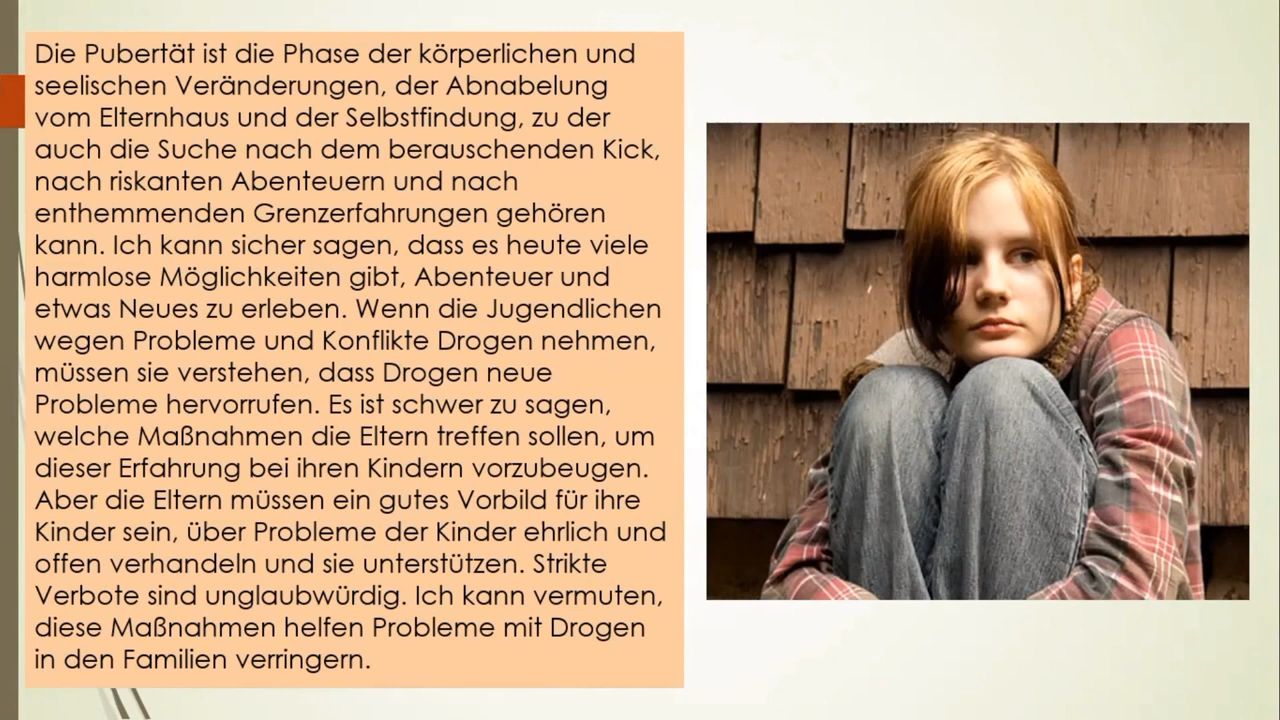 Die Pubertät ist die Phase der körperlichen und
seelischen Veränderungen, der Abnabelung
vom Elternhaus und der Selbstfindung, zu der
auch die Suche nach dem berauschenden Kick,
nach riskanten Abenteuern und nach
enthemmenden Grenzerfahrungen gehören
kann. Ich kann sicher sagen, dass es heute viele
harmlose Möglichkeiten gibt, Abenteuer und
etwas Neues zu erleben. Wenn die Jugendlichen
wegen Probleme und Konflikte Drogen nehmen,
müssen sie verstehen, dass Drogen neue
Probleme hervorrufen. Es ist schwer zu sagen,
welche Maßnahmen die Eltern treffen sollen, um
dieser Erfahrung bei ihren Kindern vorzubeugen.
Aber die Eltern müssen ein gutes Vorbild für ihre
Kinder sein, über Probleme der Kinder ehrlich und
offen verhandeln und sie unterstützen. Strikte
Verbote sind unglaubwürdig. Ich kann vermuten,
diese Maßnahmen helfen Probleme mit Drogen
in den Familien verringern.